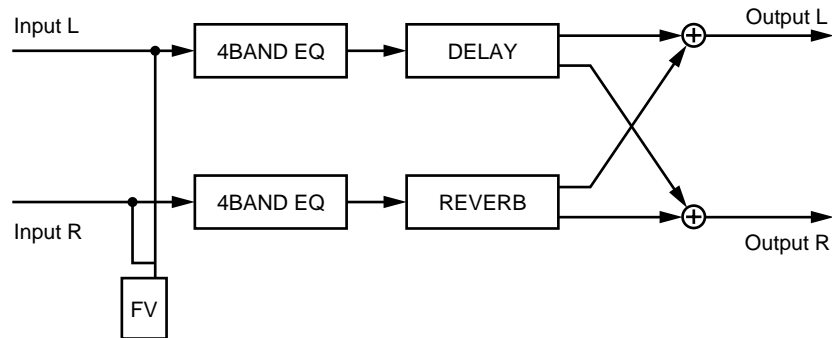 Input L
Output L
4BAND EQ
DELAY
4BAND EQ
REVERB
Input R
Output R
FV